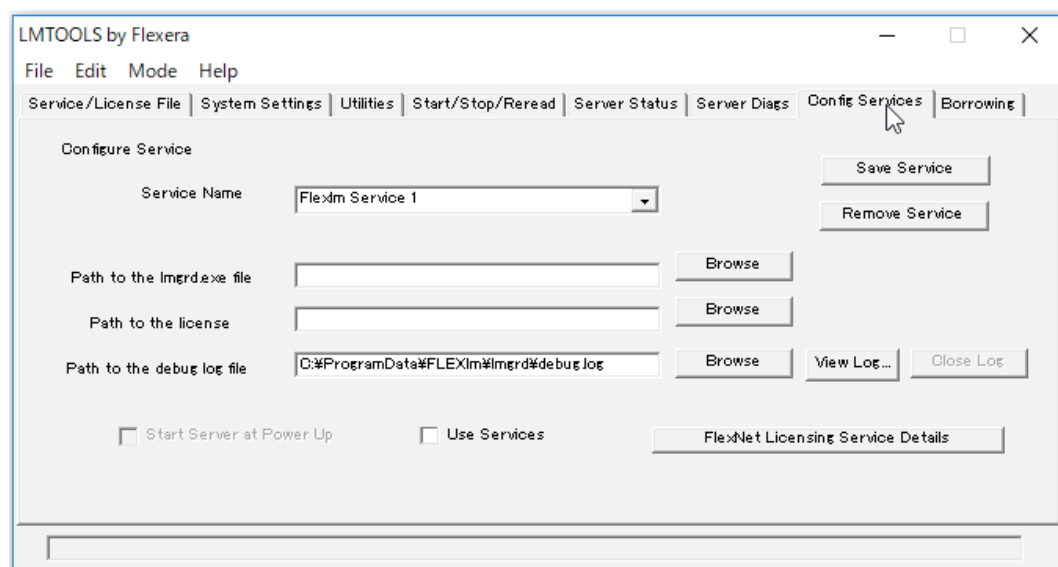 LMTOOLS by Flexera
File Edit Mode Help
Service/License File System Settings Utilities Start/Stop/Reread Server Status Server Diags Config Services Borrowing
Configure Service
Save Service
Service Name Flexlm Service 1
Remove Service
Path to the lmgrd.exe file Browse
Path to the license Browse
Path to the debug log file C:¥ProgramData¥FLEXlm¥lmgrd¥debug.log Browse View Log... Close Log
Start Server at Power Up Use Services FlexNet Licensing Service Details